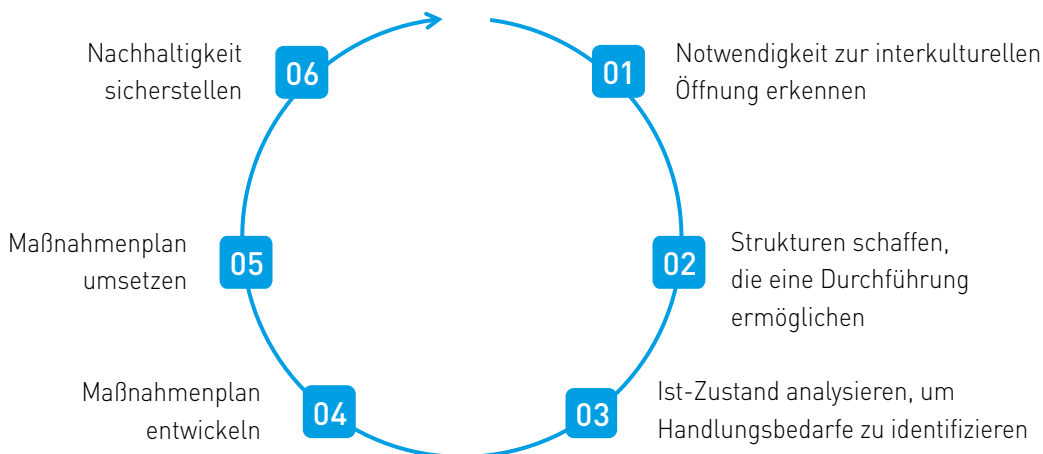 01
Notwendigkeit zur interkulturellen
Öffnung erkennen
02
Strukturen schaffen,
die eine Durchführung
ermöglichen
03
Ist-Zustand analysieren, um
Handlungsbedarfe zu identifizieren
04
Maßnahmenplan
entwickeln
05
Maßnahmenplan
umsetzen
06
Nachhaltigkeit
sicherstellen